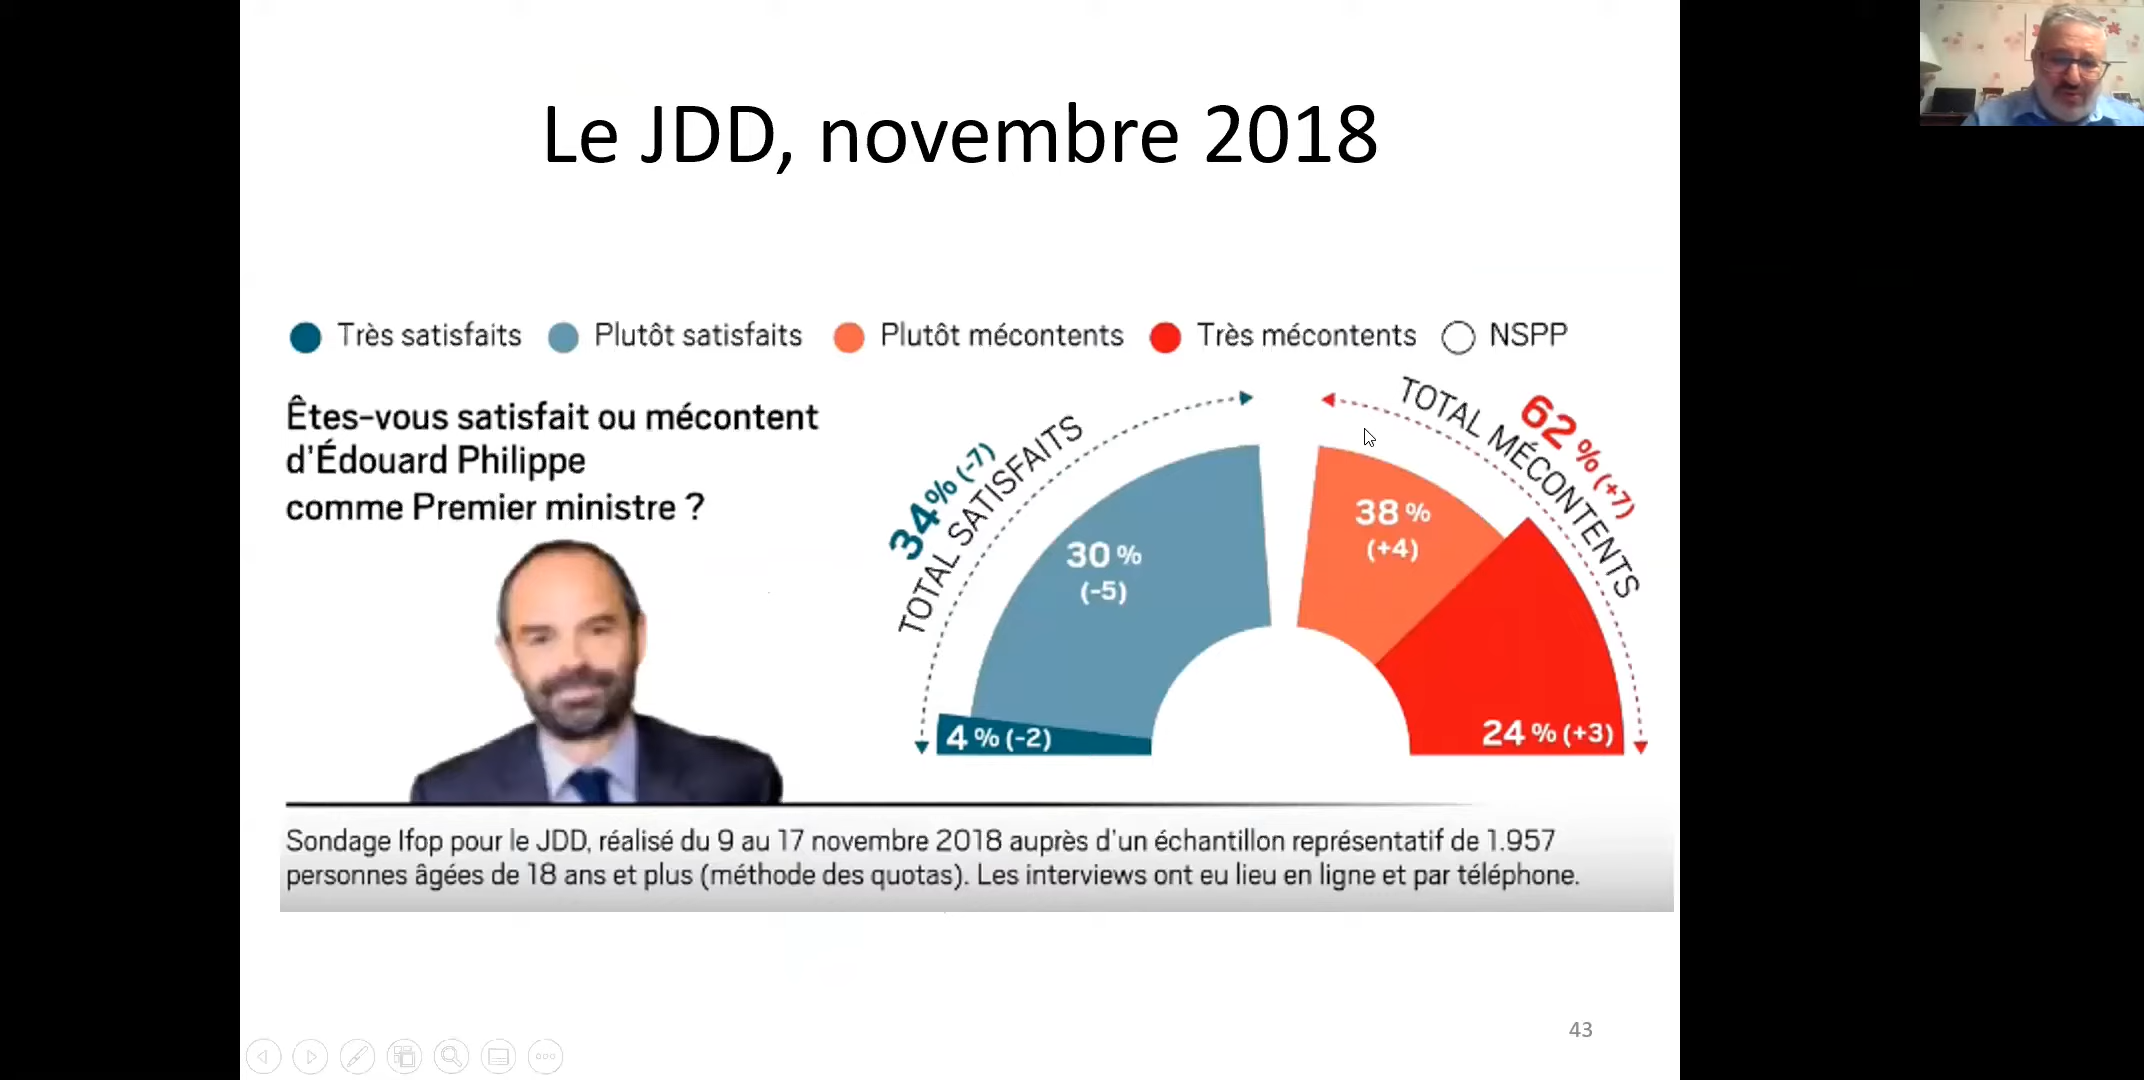 Le JDD, novembre 2018
Très satisfaits
Plutôt satisfaits
Plutôt mécontents
Très mécontents
NSPP
Êtes-vous satisfait ou mécontent
d'Édouard Philippe
comme Premier ministre ?
34% (-7)
TOTAL SATISFAITS
30 %
(-5)
4 % (-2)
TOTAL MÉCONTENTS
62 % (+7)
38 %
(+4)
24 % (+3)
Sondage Ifop pour le JDD, réalisé du 9 au 17 novembre 2018 auprès d'un échantillon représentatif de 1.957
personnes âgées de 18 ans et plus (méthode des quotas). Les interviews ont eu lieu en ligne et par téléphone.
43